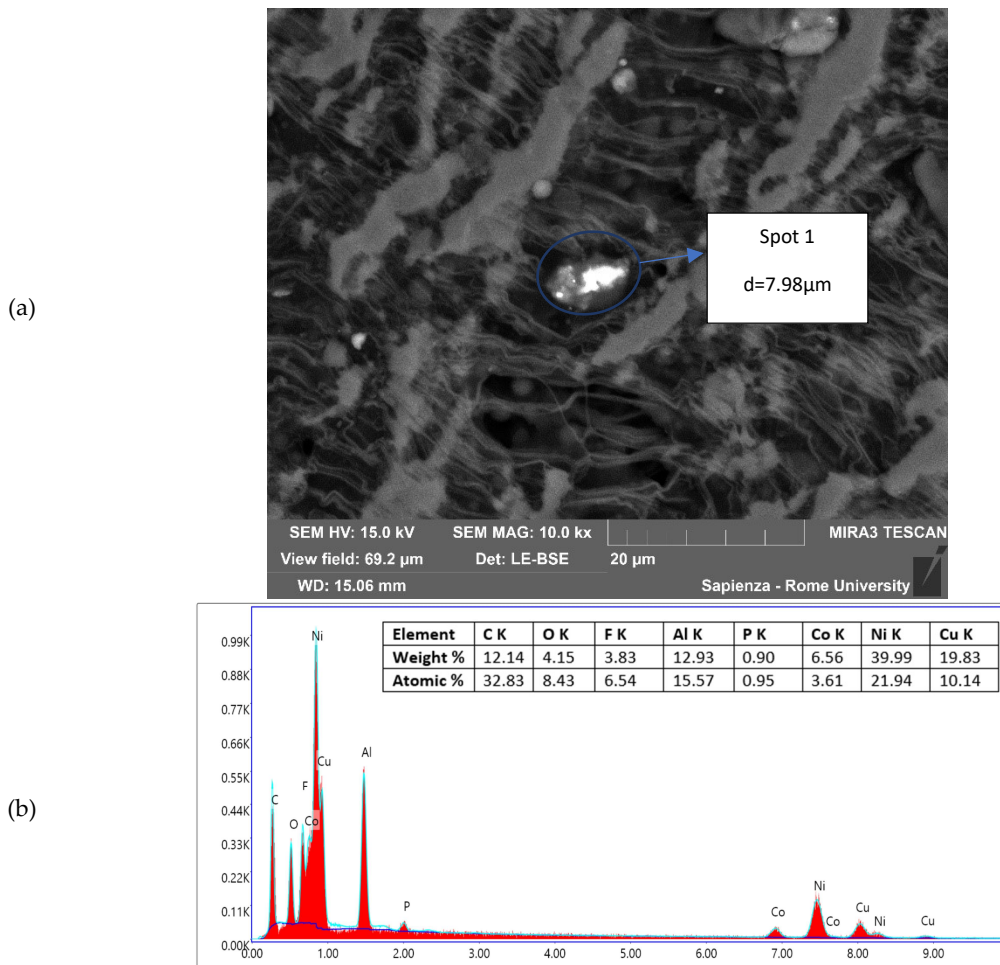 (a)
Spot 1
d=7.98μm
SEM HV: 15.0 kV SEM MAG: 10.0 kx MIRA3 TESCAN
View field: 69.2 μm Det: LE-BSE 20 μm
WD: 15.06 mm Sapienza - Rome University
(b)
Element C K O K F K Al K P K Co K Ni K Cu K
Weight % 12.14 4.15 3.83 12.93 0.90 6.56 39.99 19.83
Atomic % 32.83 8.43 6.54 15.57 0.95 3.61 21.94 10.14
0.99K
0.88K
0.77K
0.66K
0.55K
0.44K
0.33K
0.22K
0.11K
0.00K
Ni
Cu
Al
F
C
Co
O
P
Co
Ni
Co
Cu
Ni
Cu
0.00 1.00 2.00 3.00 4.00 5.00 6.00 7.00 8.00 9.00